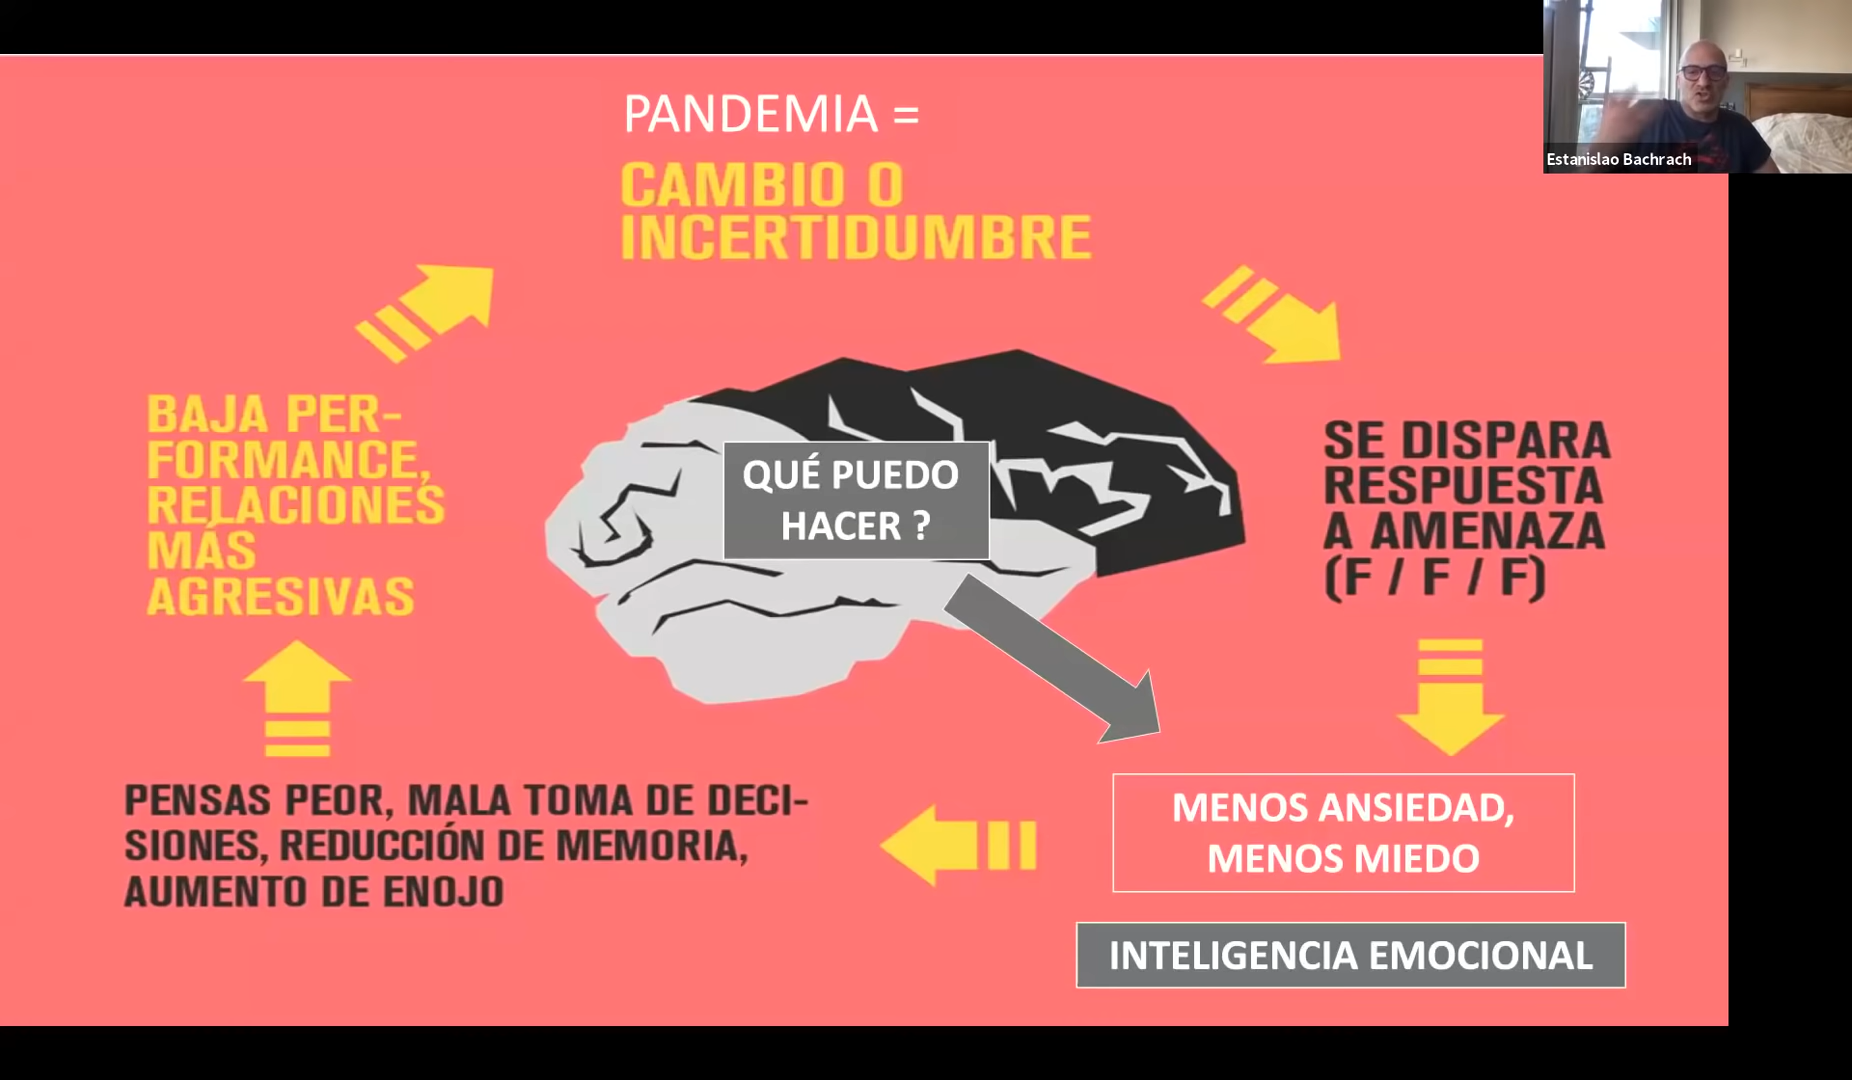 Estanislao Bachrach
PANDEMIA =
CAMBIO O
INCERTIDUMBRE
SE DISPARA
RESPUESTA
A AMENAZA
(F / F / F)
QUÉ PUEDO
HACER ?
MENOS ANSIEDAD,
MENOS MIEDO
INTELIGENCIA EMOCIONAL
PENSAS PEOR, MALA TOMA DE DECI-
SIONES, REDUCCIÓN DE MEMORIA,
AUMENTO DE ENOJO
BAJA PER-
FORMANCE,
RELACIONES
MÁS
AGRESIVAS